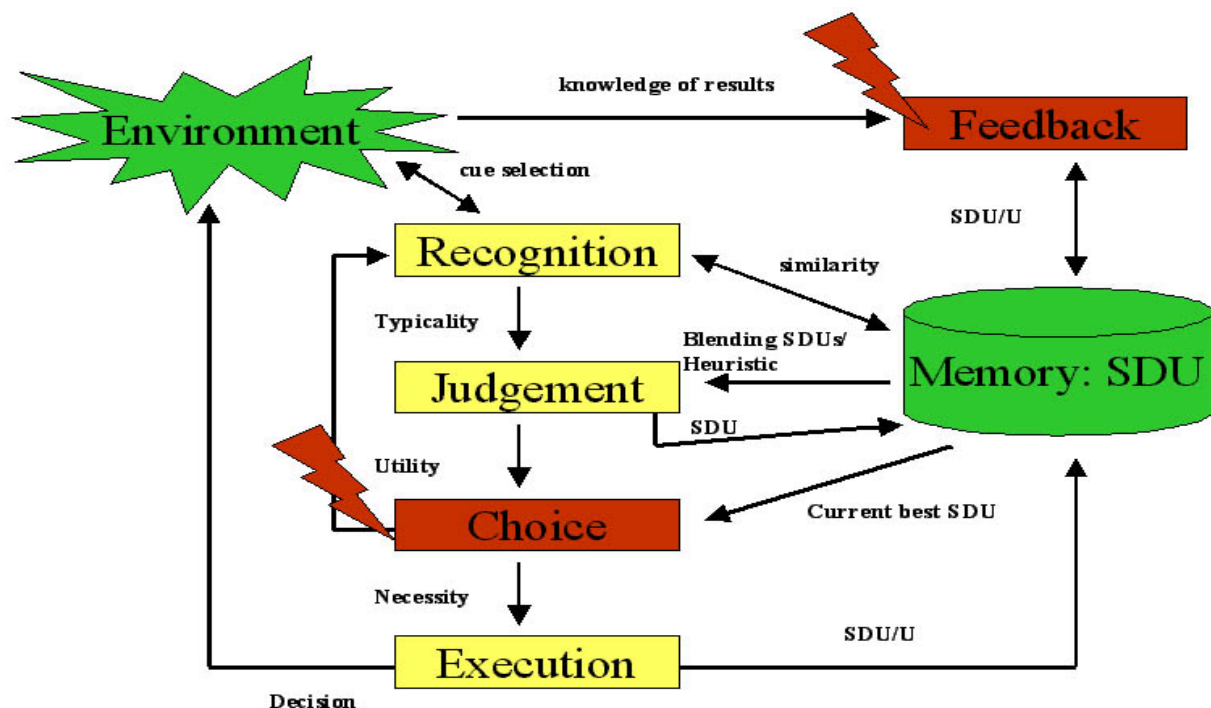 knowledge of results
Environment
Feedback
cue selection
SDU/U
Recognition
similarity
Typicality
Blending SDUs/
Heuristic
Memory: SDU
Judgement
SDU
Utility
Choice
Current best SDU
Necessity
SDU/U
Execution
Decision